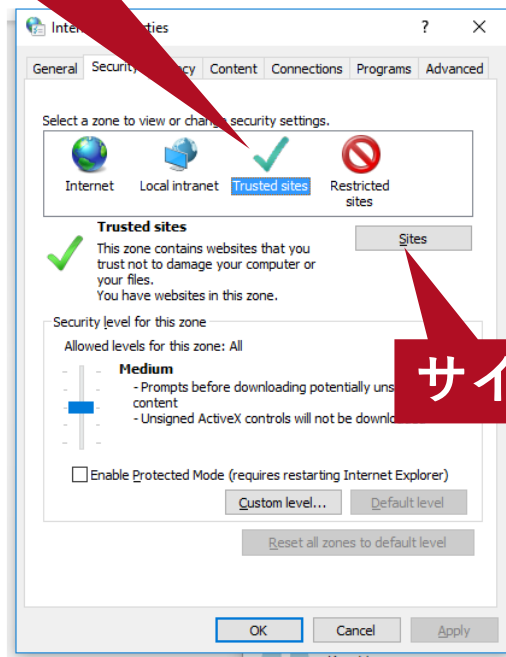 Inter ties
? ×
General Security cy Content Connections Programs Advanced
Select a zone to view or change security settings.
Internet Local intranet Trusted sites Restricted sites
Trusted sites
Sites
This zone contains websites that you
trust not to damage your computer or
your files.
You have websites in this zone.
Security level for this zone
Allowed levels for this zone: All
Medium
- Prompts before downloading potentially uns
サイ
content
- Unsigned ActiveX controls will not be downlo
Enable Protected Mode (requires restarting Internet Explorer)
Custom level... Default level
Reset all zones to default level
OK Cancel Apply